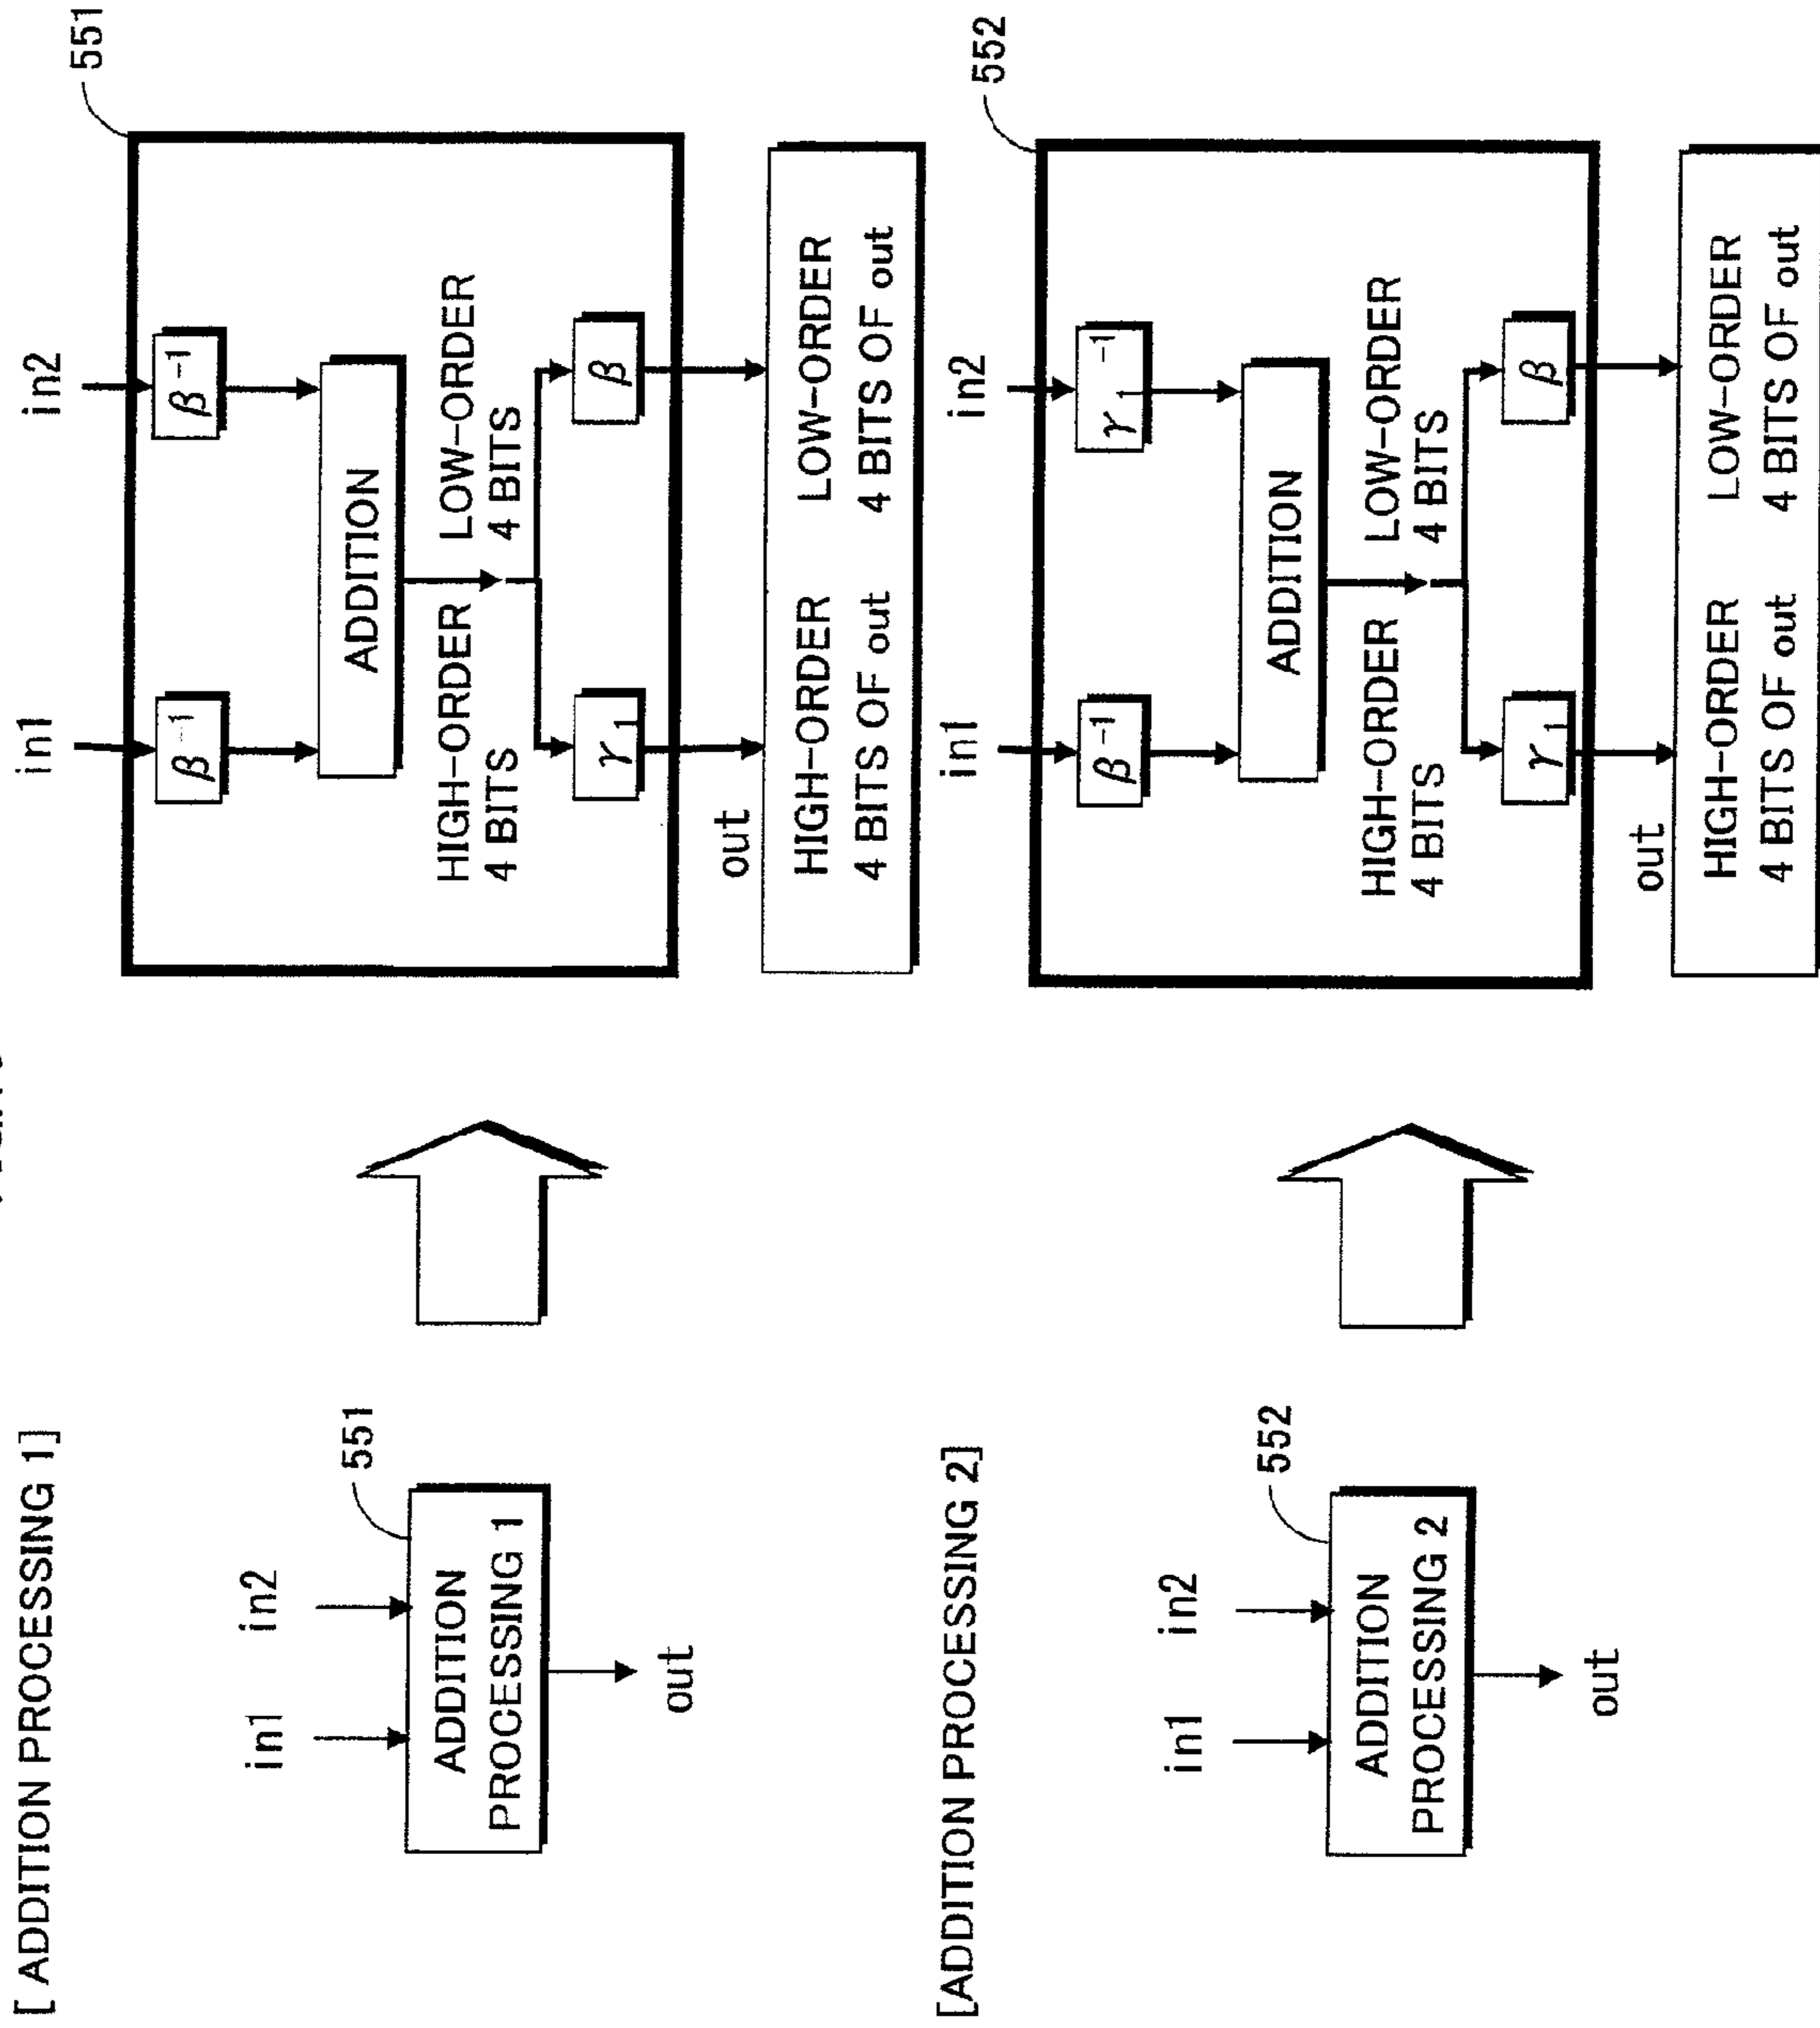 [ ADDITION PROCESSING 1]
in1 in2
551
ADDITION
PROCESSING 1
out
in1 in2
551
β⁻¹ β⁻¹
ADDITION
HIGH-ORDER
4 BITS
LOW-ORDER
4 BITS
γ₁ β
out
HIGH-ORDER
4 BITS OF out
LOW-ORDER
4 BITS OF out
[ADDITION PROCESSING 2]
in1 in2
552
ADDITION
PROCESSING 2
out
in1 in2
552
β⁻¹ γ₁⁻¹
ADDITION
HIGH-ORDER
4 BITS
LOW-ORDER
4 BITS
γ₁ β
out
HIGH-ORDER
4 BITS OF out
LOW-ORDER
4 BITS OF out